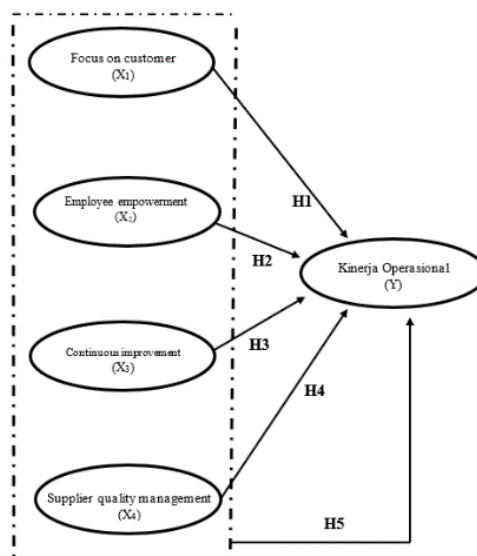 Focus on customer
(X1)
H1
Employee empowerment
(X2)
H2
Kinerja Operasional
(Y)
H3
Continuous improvement
(X3)
H4
Supplier quality management
(X4)
H5